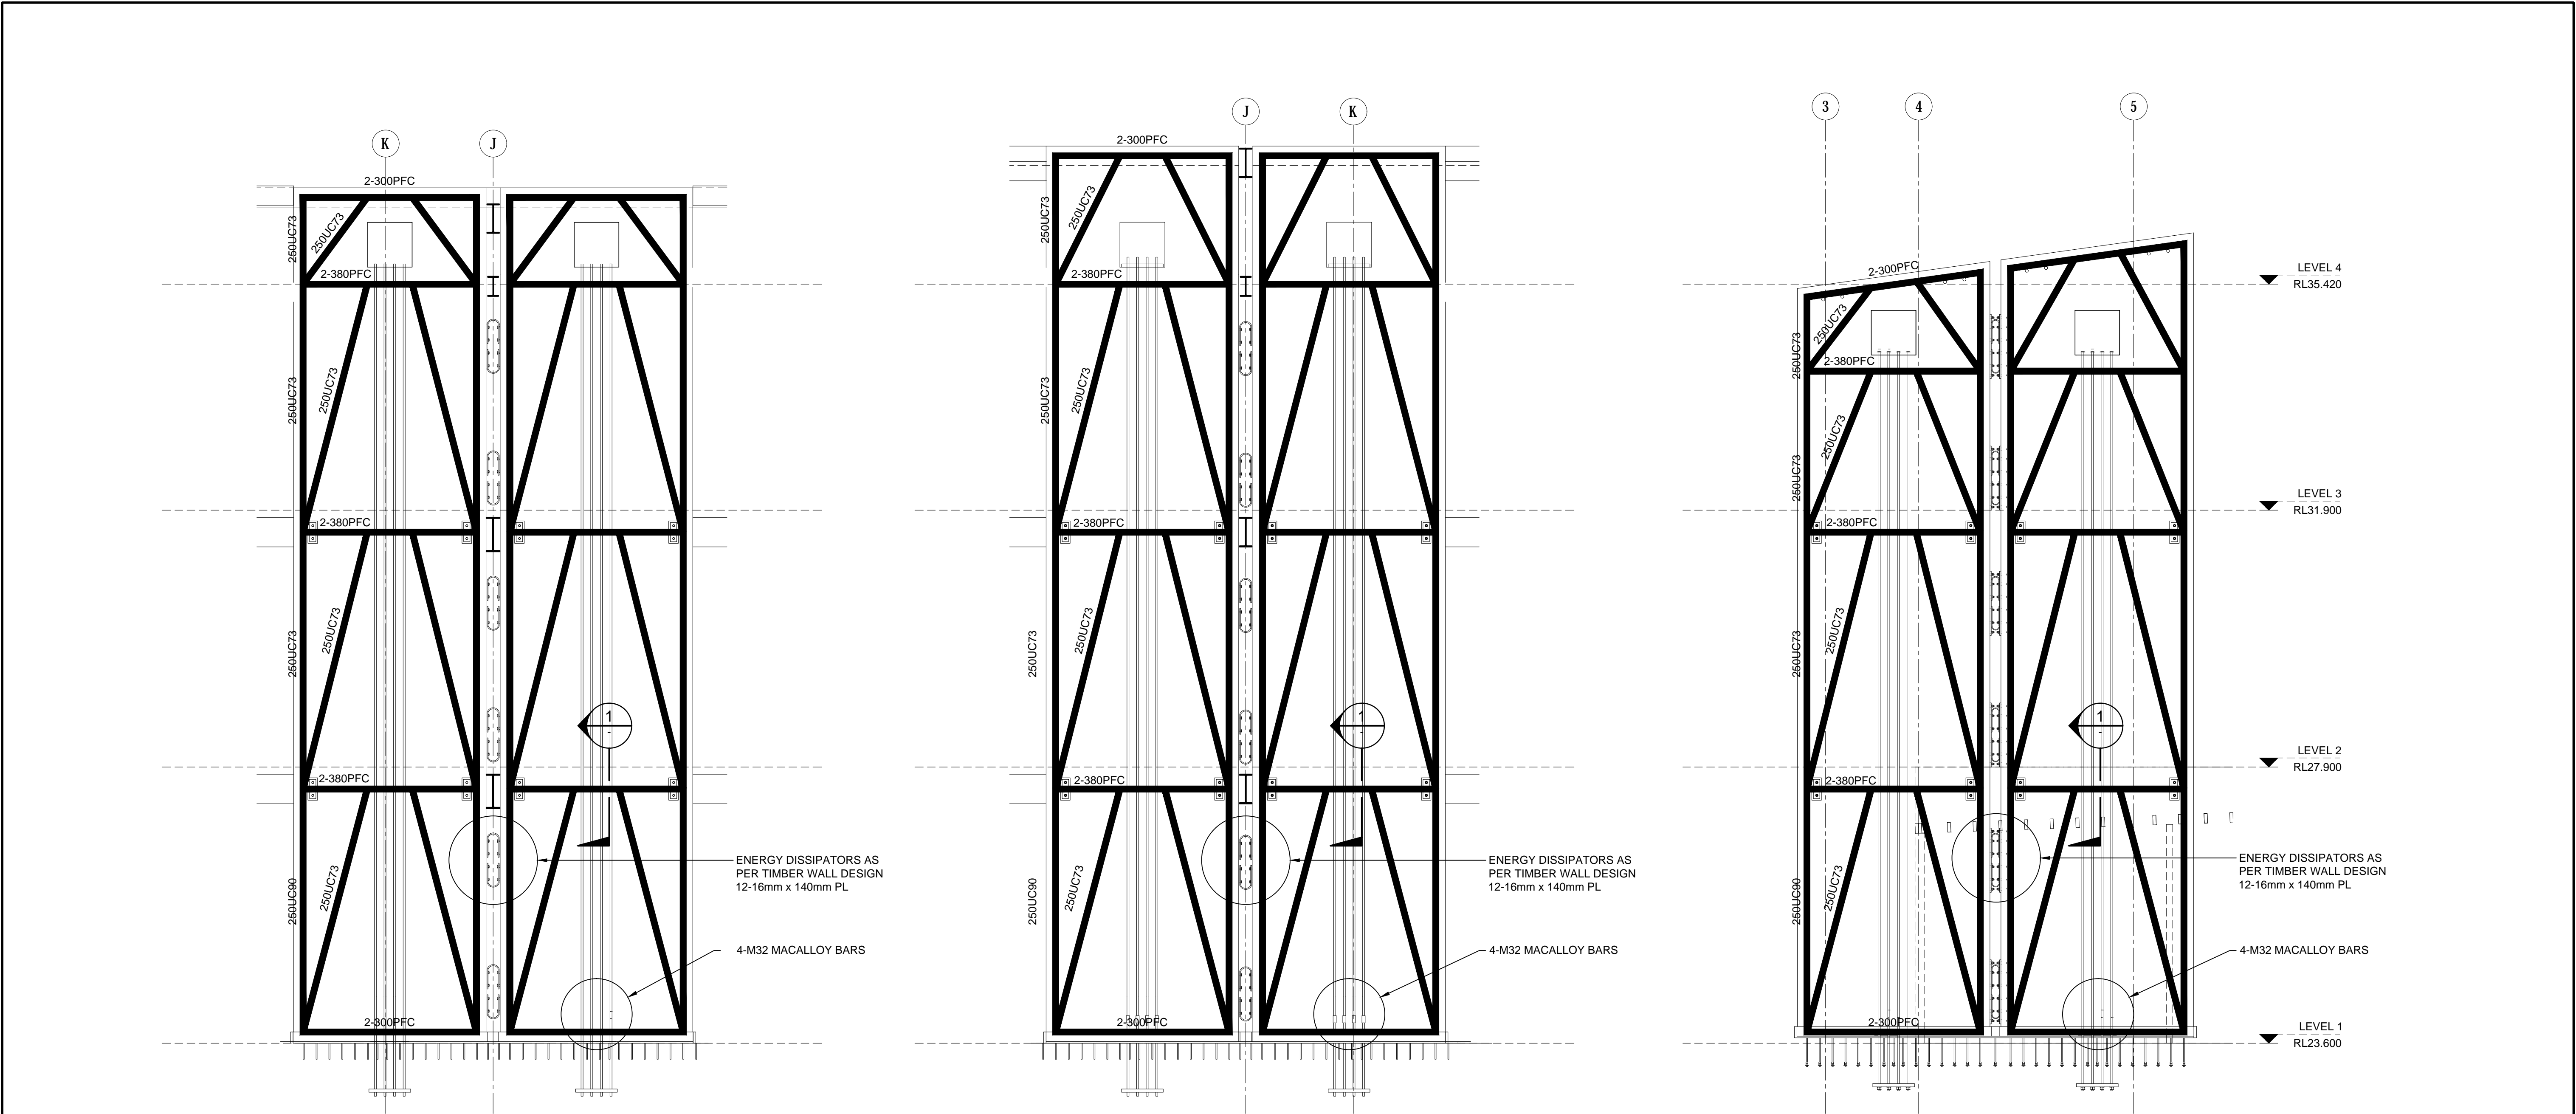 K
J
2-300PFC
250UC73
250UC73
2-380PFC
250UC73
250UC73
2-380PFC
250UC73
250UC73
1
-
2-380PFC
ENERGY DISSIPATORS AS
PER TIMBER WALL DESIGN
12-16mm x 140mm PL
250UC90
250UC73
4-M32 MACALLOY BARS
2-300PFC
J
K
2-300PFC
250UC73
250UC73
2-380PFC
250UC73
250UC73
2-380PFC
250UC73
250UC73
1
-
2-380PFC
ENERGY DISSIPATORS AS
PER TIMBER WALL DESIGN
12-16mm x 140mm PL
250UC90
250UC73
4-M32 MACALLOY BARS
2-300PFC
3
4
5
2-300PFC
250UC73
250UC73
2-380PFC
250UC73
250UC73
2-380PFC
250UC73
250UC73
1
-
2-380PFC
ENERGY DISSIPATORS AS
PER TIMBER WALL DESIGN
12-16mm x 140mm PL
250UC90
250UC73
4-M32 MACALLOY BARS
2-300PFC
LEVEL 4
RL35.420
LEVEL 3
RL31.900
LEVEL 2
RL27.900
LEVEL 1
RL23.600